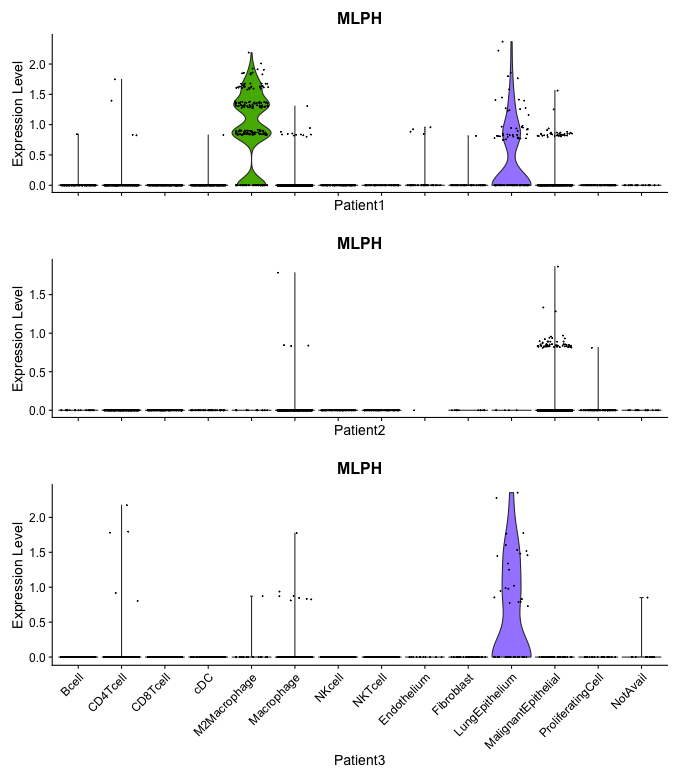 MLPH
Expression Level
2.0
1.5
1.0
0.5
0.0
Patient1
MLPH
Expression Level
1.5
1.0
0.5
0.0
Patient2
MLPH
Expression Level
2.0
1.5
1.0
0.5
0.0
Bcell
CD4Tcell
CD8Tcell
cDC
M2Macrophage
Macrophage
NKcell
NKTcell
Endothelium
Fibroblast
LungEpithelium
MalignantEpithelial
ProliferatingCell
NotAvail
Patient3